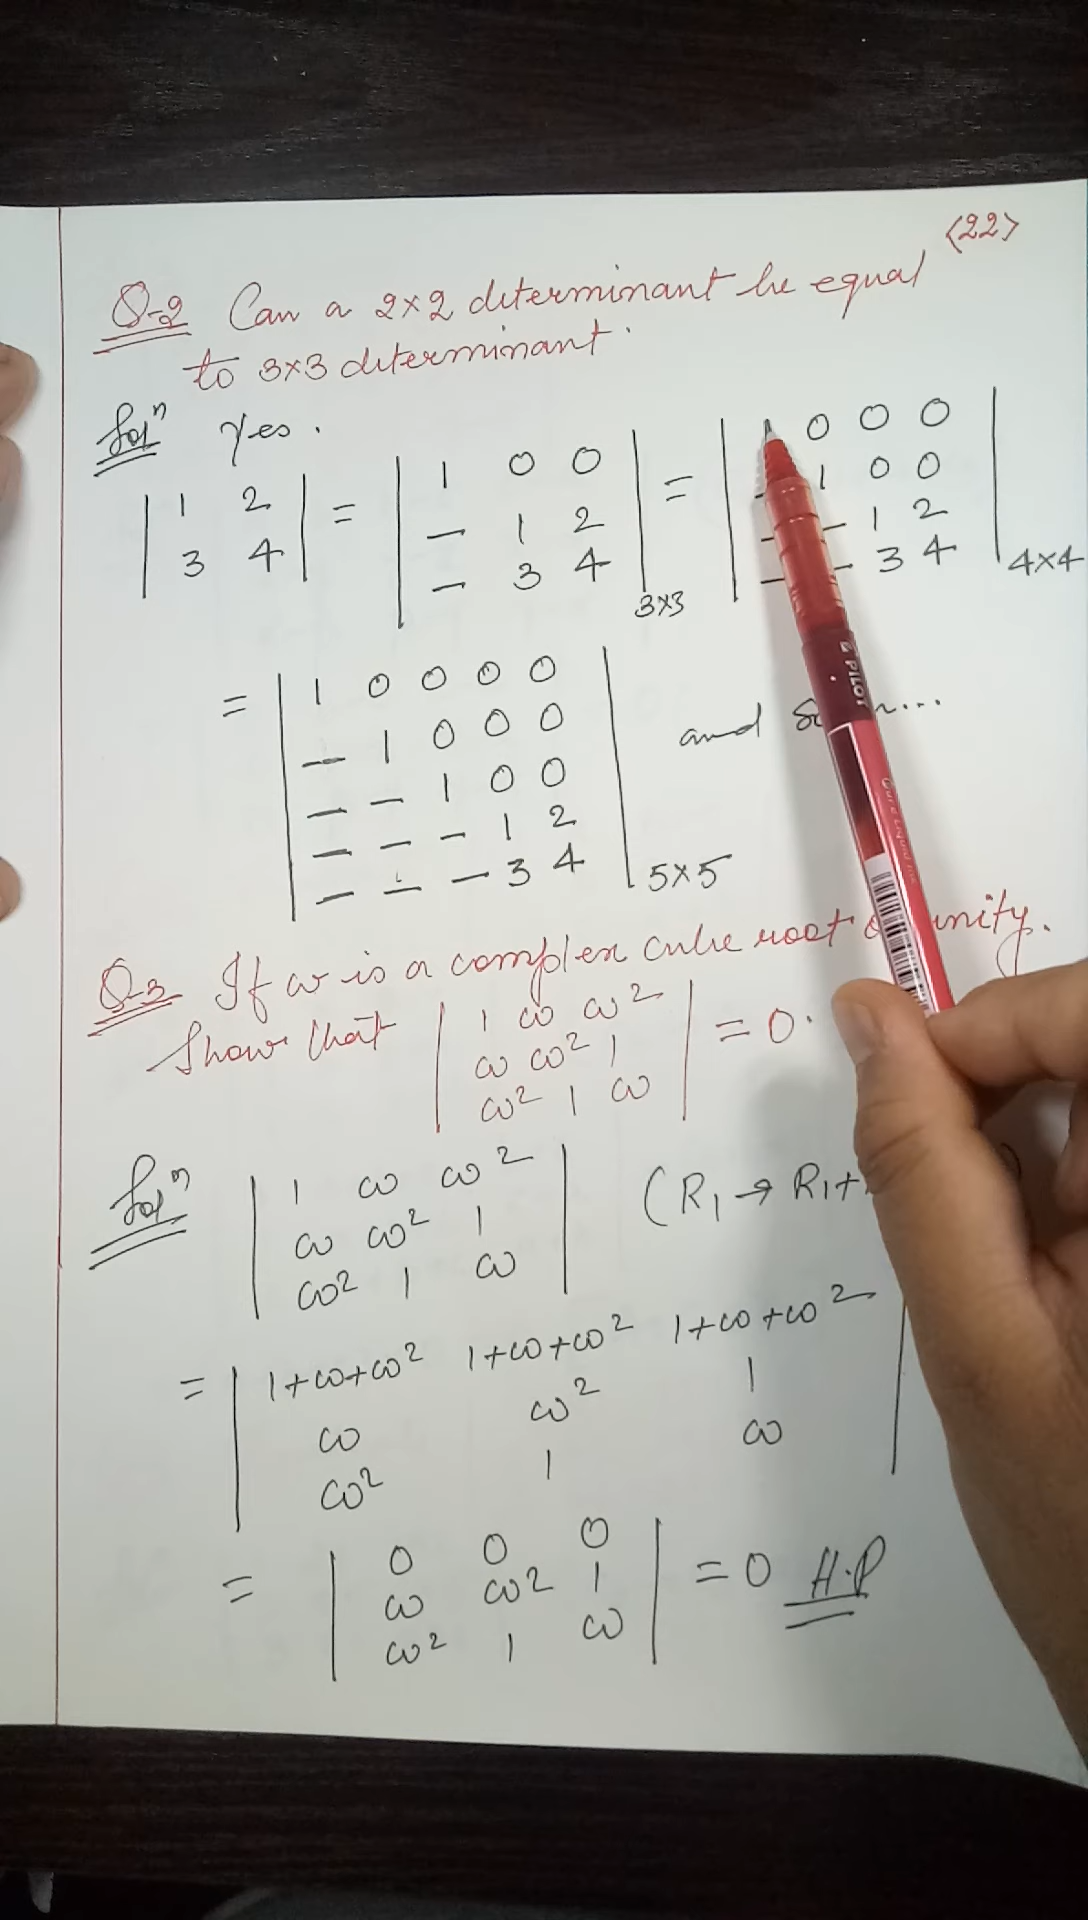 <22>
Q-2 Can a 2×2 determinant be equal
to 3×3 determinant.
Solⁿ Yes.
| 1 2 | = | 1 0 0 | = | 0 0 0 |
| 3 4 | | – 1 2 | | – 1 0 0 |
| – 3 4 | 3×3 | – – 1 2 |
| – – 3 4 | 4×4
= | 1 0 0 0 0 |
| – 1 0 0 0 | and
| – – 1 0 0 |
| – – – 1 2 |
| – – – 3 4 | 5×5
Q-3 If ω is a complex cube root unity.
Show that | 1 ω ω² | = 0.
| ω ω² 1 |
| ω² 1 ω |
Solⁿ | 1 ω ω² | (R₁ → R₁+
| ω ω² 1 |
| ω² 1 ω |
= | 1+ω+ω² 1+ω+ω² 1+ω+ω² |
| ω ω² 1 |
| ω² 1 ω |
= | 0 0 0 | = 0 H.P
| ω ω² 1 |
| ω² 1 ω |
PILOT